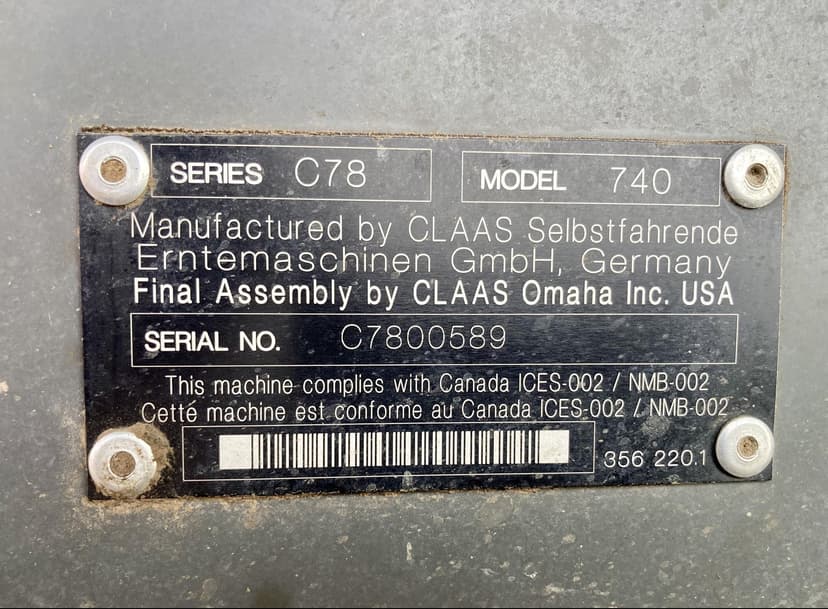 SERIES C78 MODEL 740
Manufactured by CLAAS Selbstfahrende
Erntemaschinen GmbH, Germany
Final Assembly by CLAAS Omaha Inc. USA
SERIAL NO. C7800589
This machine complies with Canada ICES-002 / NMB-002
Cetté machine est conforme au Canada ICES-002 / NMB-002
356 220.1